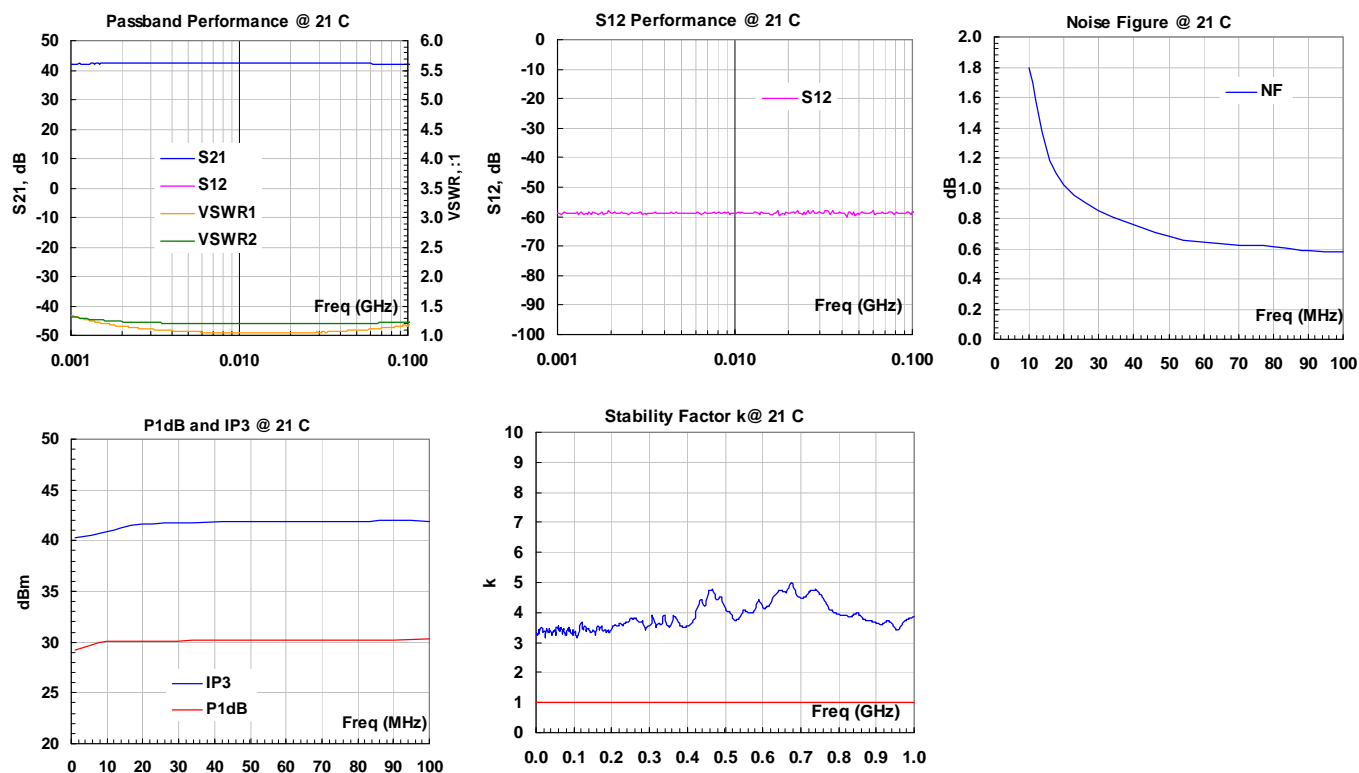 Passband Performance @ 21 C
50
40
30
20
10
0
-10
-20
-30
-40
-50
S21, dB
6.0
5.5
5.0
4.5
4.0
3.5
3.0
2.5
2.0
1.5
1.0
VSWR, :1
S21
S12
VSWR1
VSWR2
Freq (GHz)
0.001
0.010
0.100
S12 Performance @ 21 C
0
-10
-20
-30
-40
-50
-60
-70
-80
-90
-100
S12, dB
S12
Freq (GHz)
0.001
0.010
0.100
Noise Figure @ 21 C
2.0
1.8
1.6
1.4
1.2
1.0
0.8
0.6
0.4
0.2
0.0
dB
NF
Freq (MHz)
0 10 20 30 40 50 60 70 80 90 100
P1dB and IP3 @ 21 C
50
45
40
35
30
25
20
dBm
IP3
P1dB
Freq (MHz)
0 10 20 30 40 50 60 70 80 90 100
Stability Factor k@ 21 C
10
9
8
7
6
5
4
3
2
1
0
k
Freq (GHz)
0.0 0.1 0.2 0.3 0.4 0.5 0.6 0.7 0.8 0.9 1.0